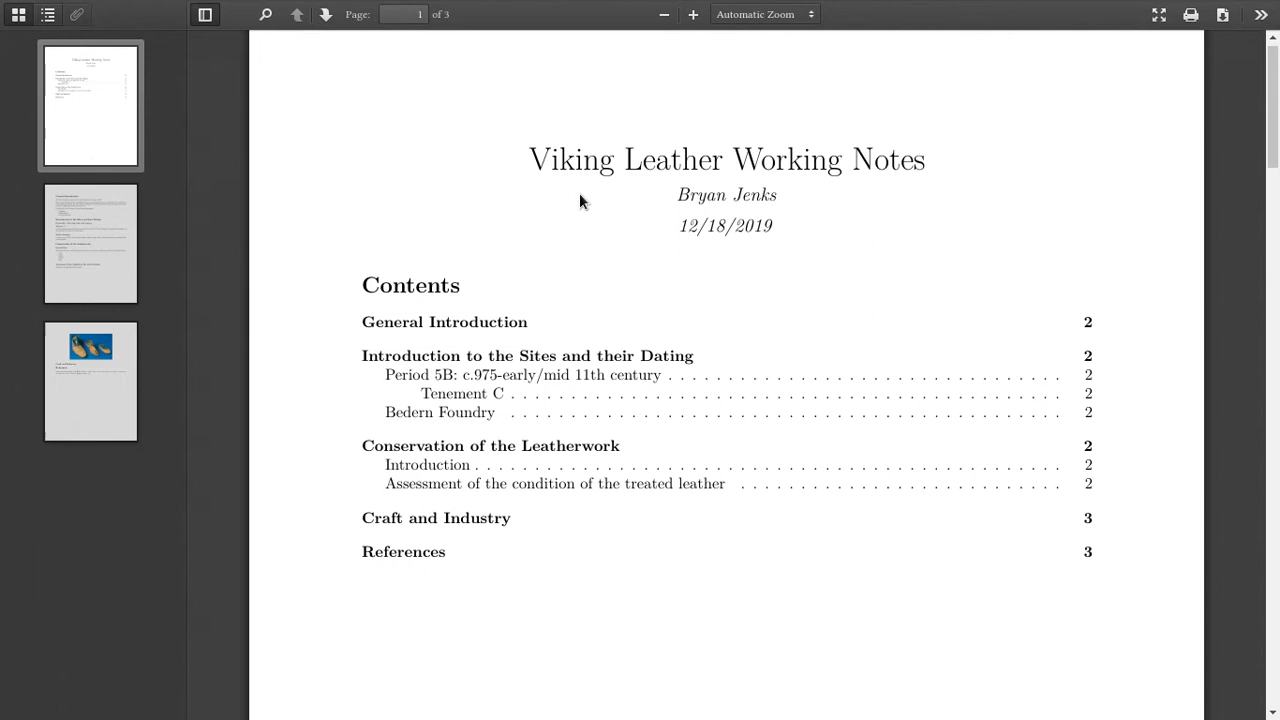 Page: 1 of 3 Automatic Zoom
Viking Leather Working Notes
Bryan Jenks
12/18/2019
Contents
General Introduction 2
Introduction to the Sites and their Dating 2
Period 5B: c.975-early/mid 11th century . . . . . . . . . . . . . . . . . . . . . . . . . . 2
Tenement C . . . . . . . . . . . . . . . . . . . . . . . . . . . . . . . . . . . . 2
Bedern Foundry . . . . . . . . . . . . . . . . . . . . . . . . . . . . . . . . . . . . 2
Conservation of the Leatherwork 2
Introduction . . . . . . . . . . . . . . . . . . . . . . . . . . . . . . . . . . . . . . 2
Assessment of the condition of the treated leather . . . . . . . . . . . . . . . . . . . . . 2
Craft and Industry 3
References 3